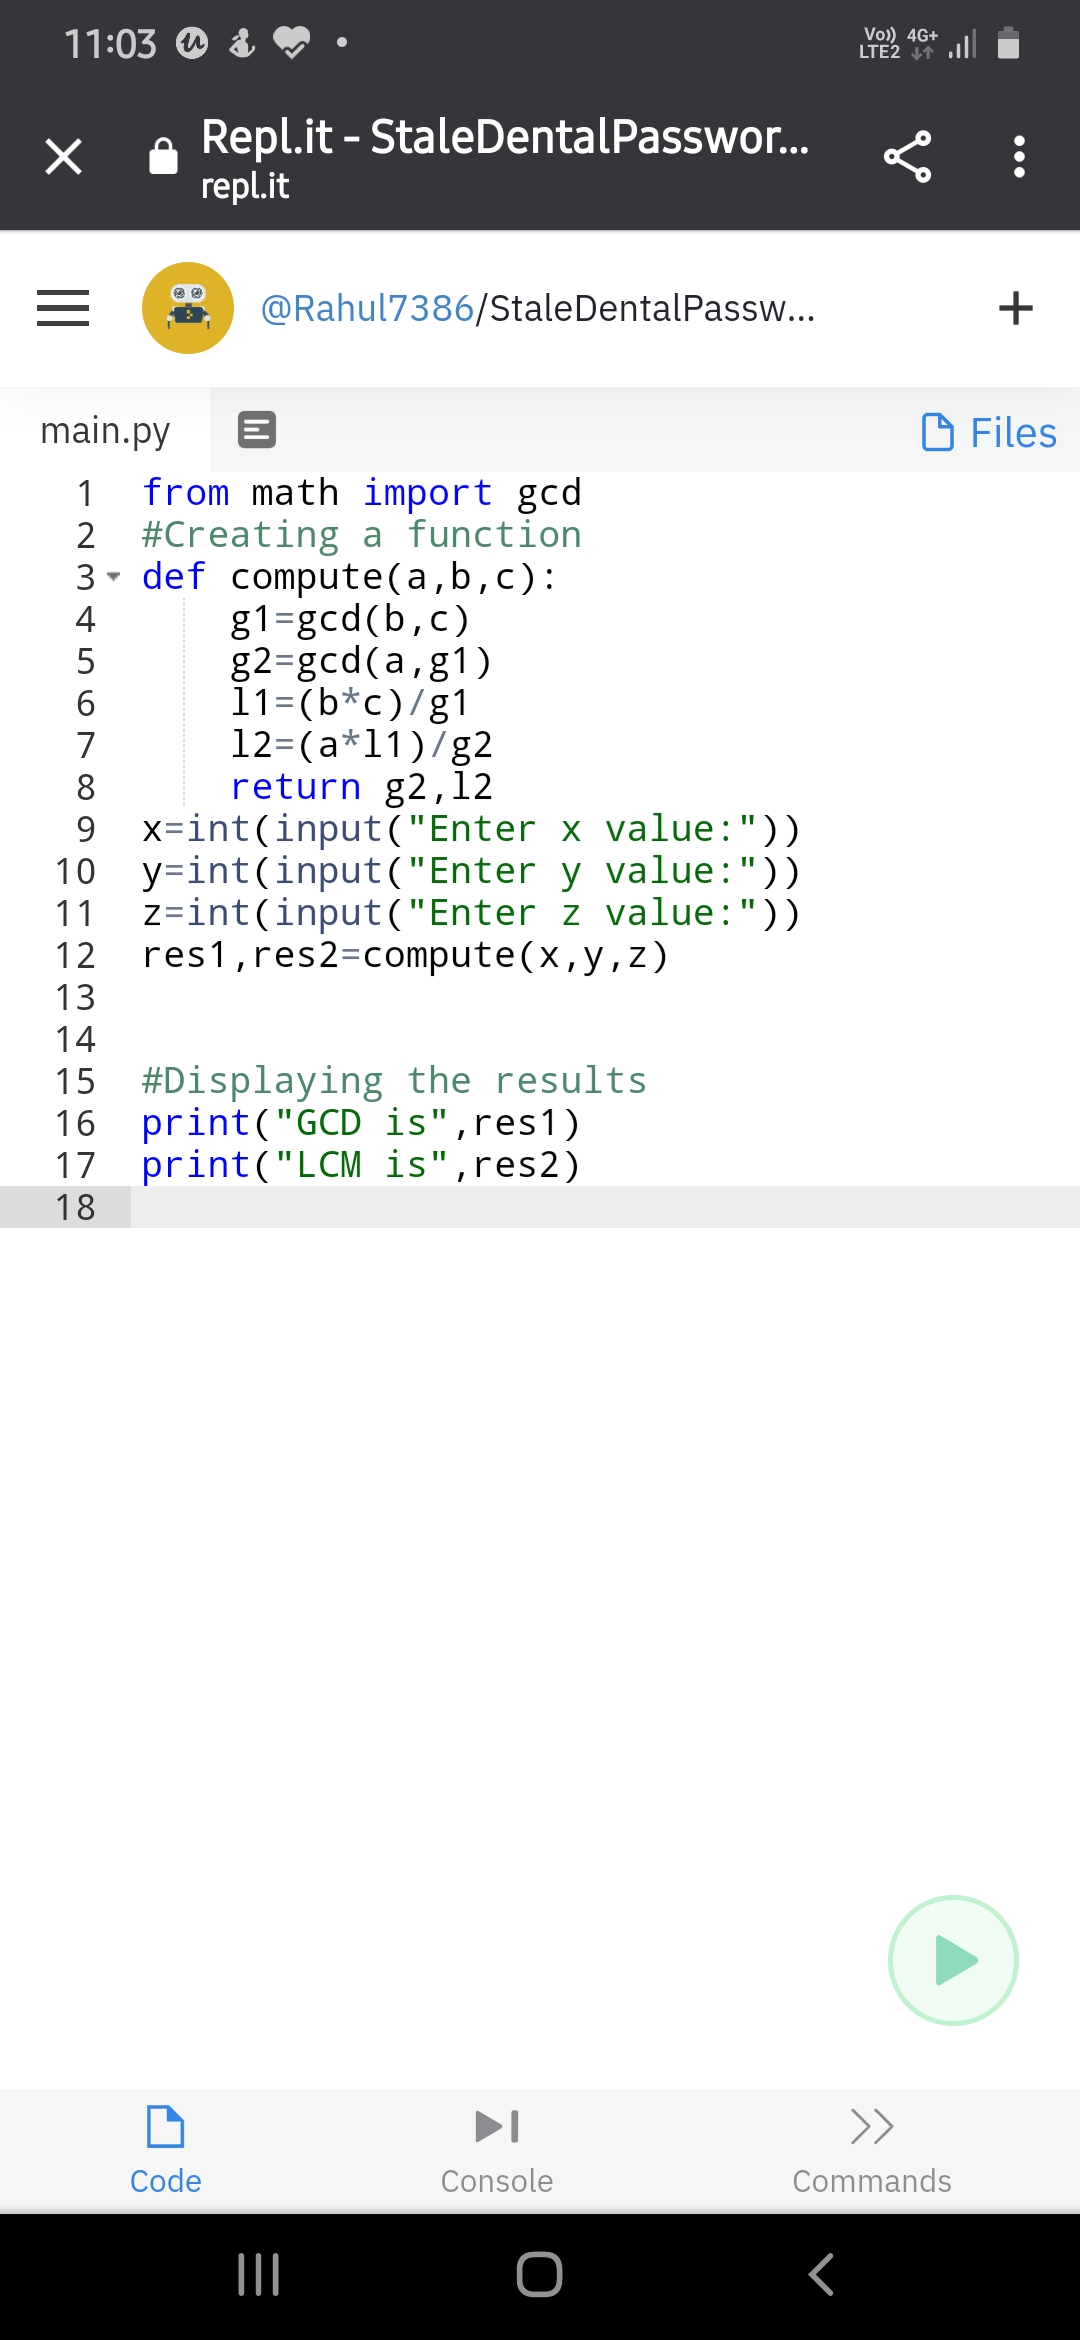 11:03
Vo)) 4G+
LTE2
Repl.it - StaleDentalPasswor...
repl.it
@Rahul7386/StaleDentalPassw...
main.py
Files
1 from math import gcd
2 #Creating a function
3 def compute(a,b,c):
4 g1=gcd(b,c)
5 g2=gcd(a,g1)
6 l1=(b*c)/g1
7 l2=(a*l1)/g2
8 return g2,l2
9 x=int(input("Enter x value:"))
10 y=int(input("Enter y value:"))
11 z=int(input("Enter z value:"))
12 res1,res2=compute(x,y,z)
13
14
15 #Displaying the results
16 print("GCD is",res1)
17 print("LCM is",res2)
18
Code
Console
Commands